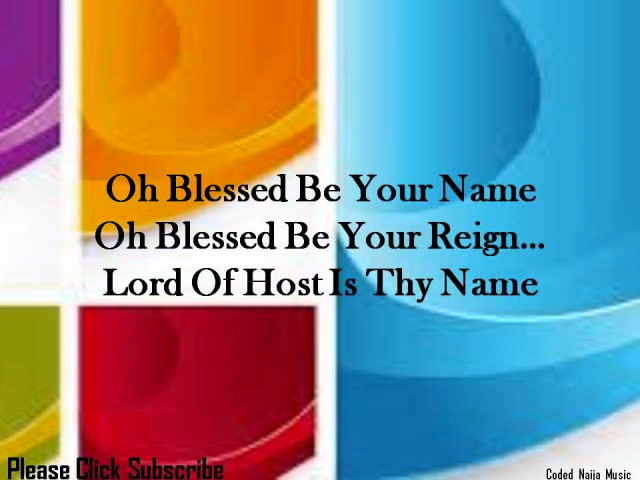 Oh Blessed Be Your Name
Oh Blessed Be Your Reign...
Lord Of Host Is Thy Name
Please Click Subscribe
Coded Naija Music